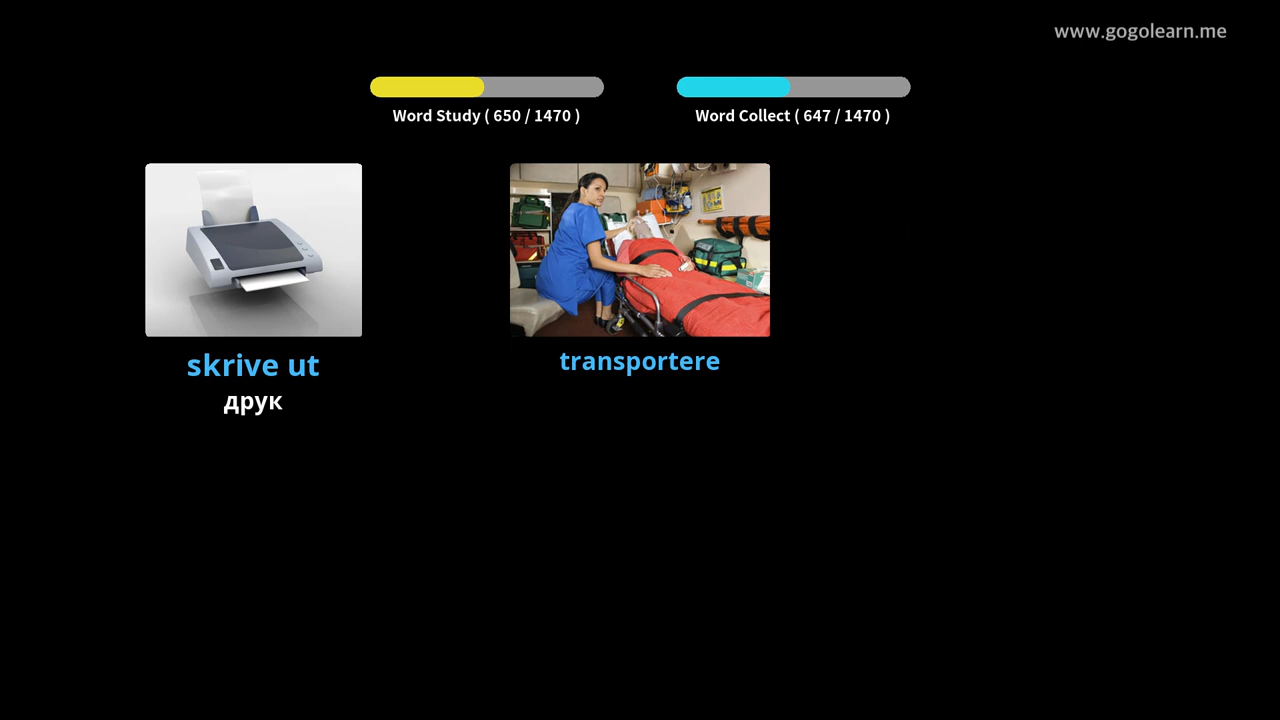 www.gogolearn.me
Word Study ( 650 / 1470 )
Word Collect ( 647 / 1470 )
skrive ut
друк
transportere